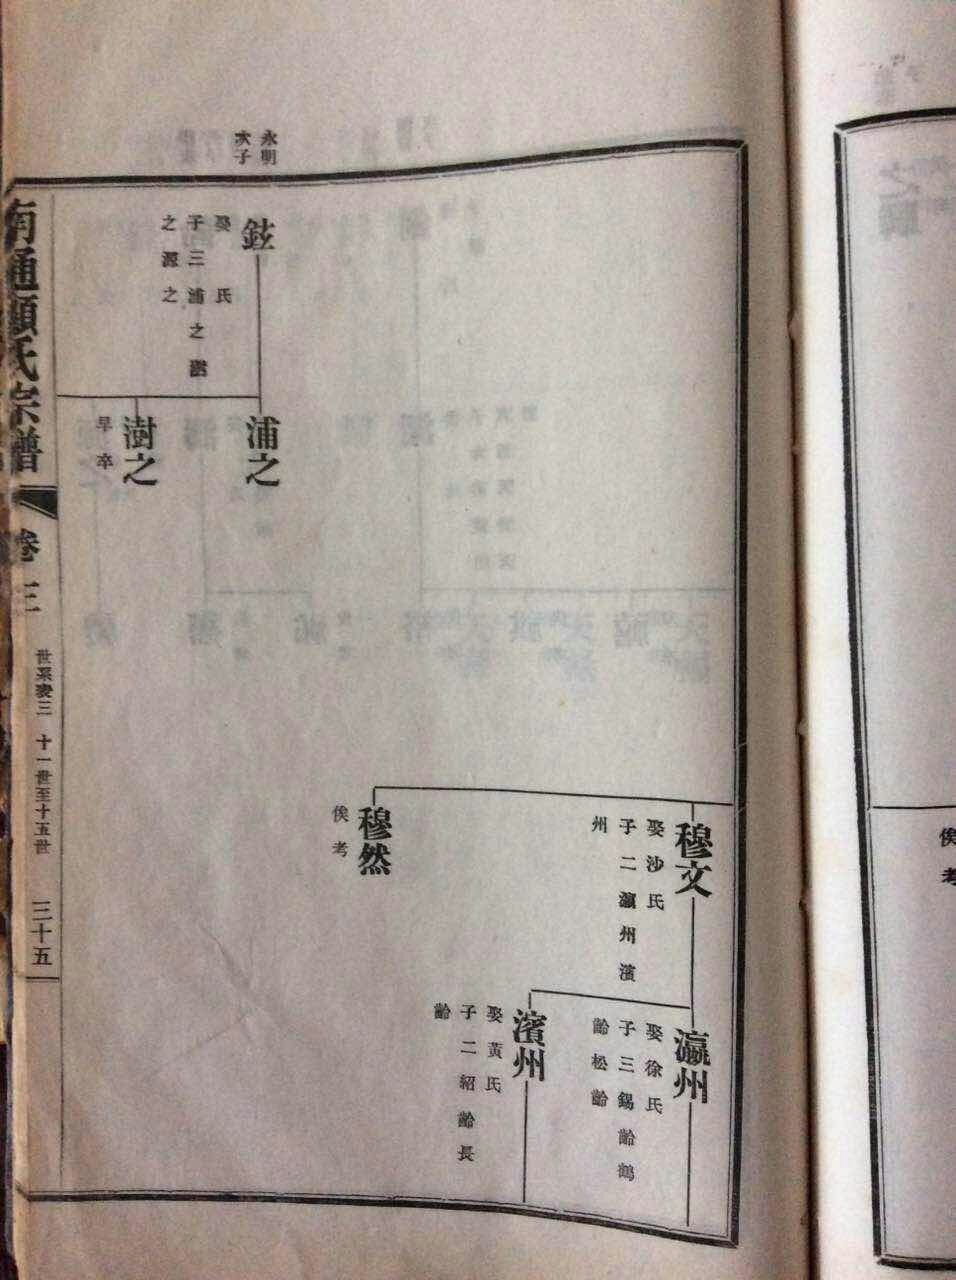 永明
次子
鉉
娶 氏
子三浦之澍
之源之
浦之
澍之
早卒
穆文
娶沙氏
子二瀛州濱
州
穆然
俟考
瀛州
娶徐氏
子三錫齡鶴
齡松齡
濱州
娶黃氏
子二紹齡長
齡
南通顧氏宗譜
卷三
世系表三 十一世至十五世
三十五
俟考